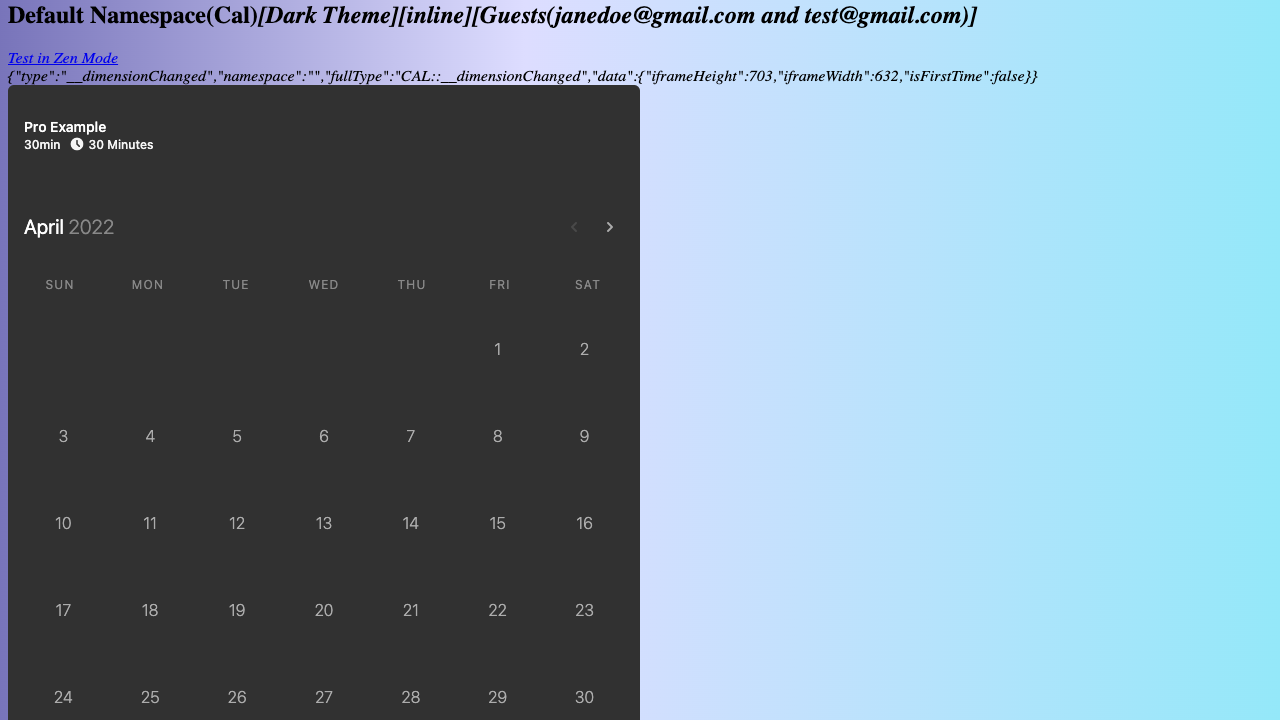 Default Namespace(Cal)[Dark Theme][inline][Guests(janedoe@gmail.com and test@gmail.com)]
Test in Zen Mode
{"type":"__dimensionChanged","namespace":"","fullType":"CAL::__dimensionChanged","data":{"iframeHeight":703,"iframeWidth":632,"isFirstTime":false}}
Pro Example
30min 30 Minutes
April 2022
SUN MON TUE WED THU FRI SAT
1 2
3 4 5 6 7 8 9
10 11 12 13 14 15 16
17 18 19 20 21 22 23
24 25 26 27 28 29 30